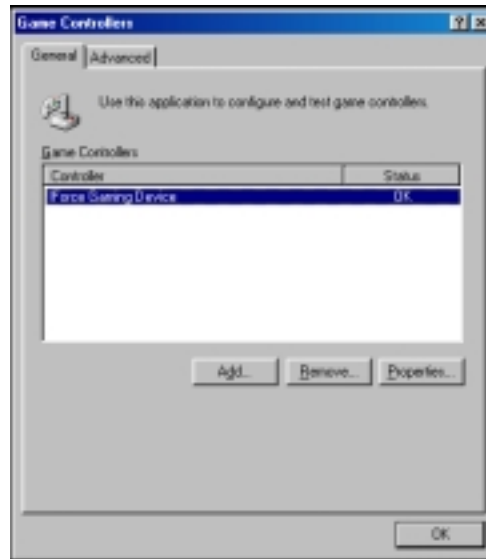 Game Controllers
General Advanced
Use this application to configure and test game controllers.
Game Controllers
Controller Status
Force Gaming Device OK
Add... Remove... Properties...
OK